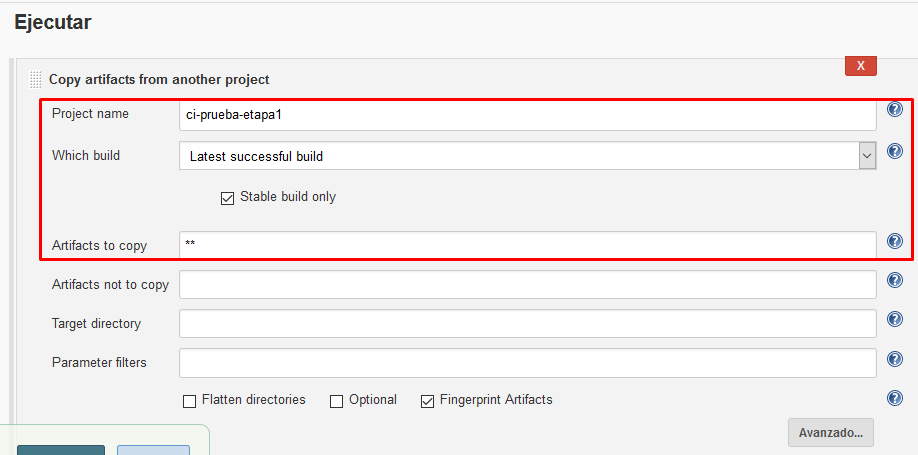 Ejecutar
Copy artifacts from another project
X
Project name
ci-prueba-etapa1
?
Which build
Latest successful build
?
Stable build only
Artifacts to copy
**
?
Artifacts not to copy
?
Target directory
?
Parameter filters
?
Flatten directories
Optional
Fingerprint Artifacts
?
Avanzado...